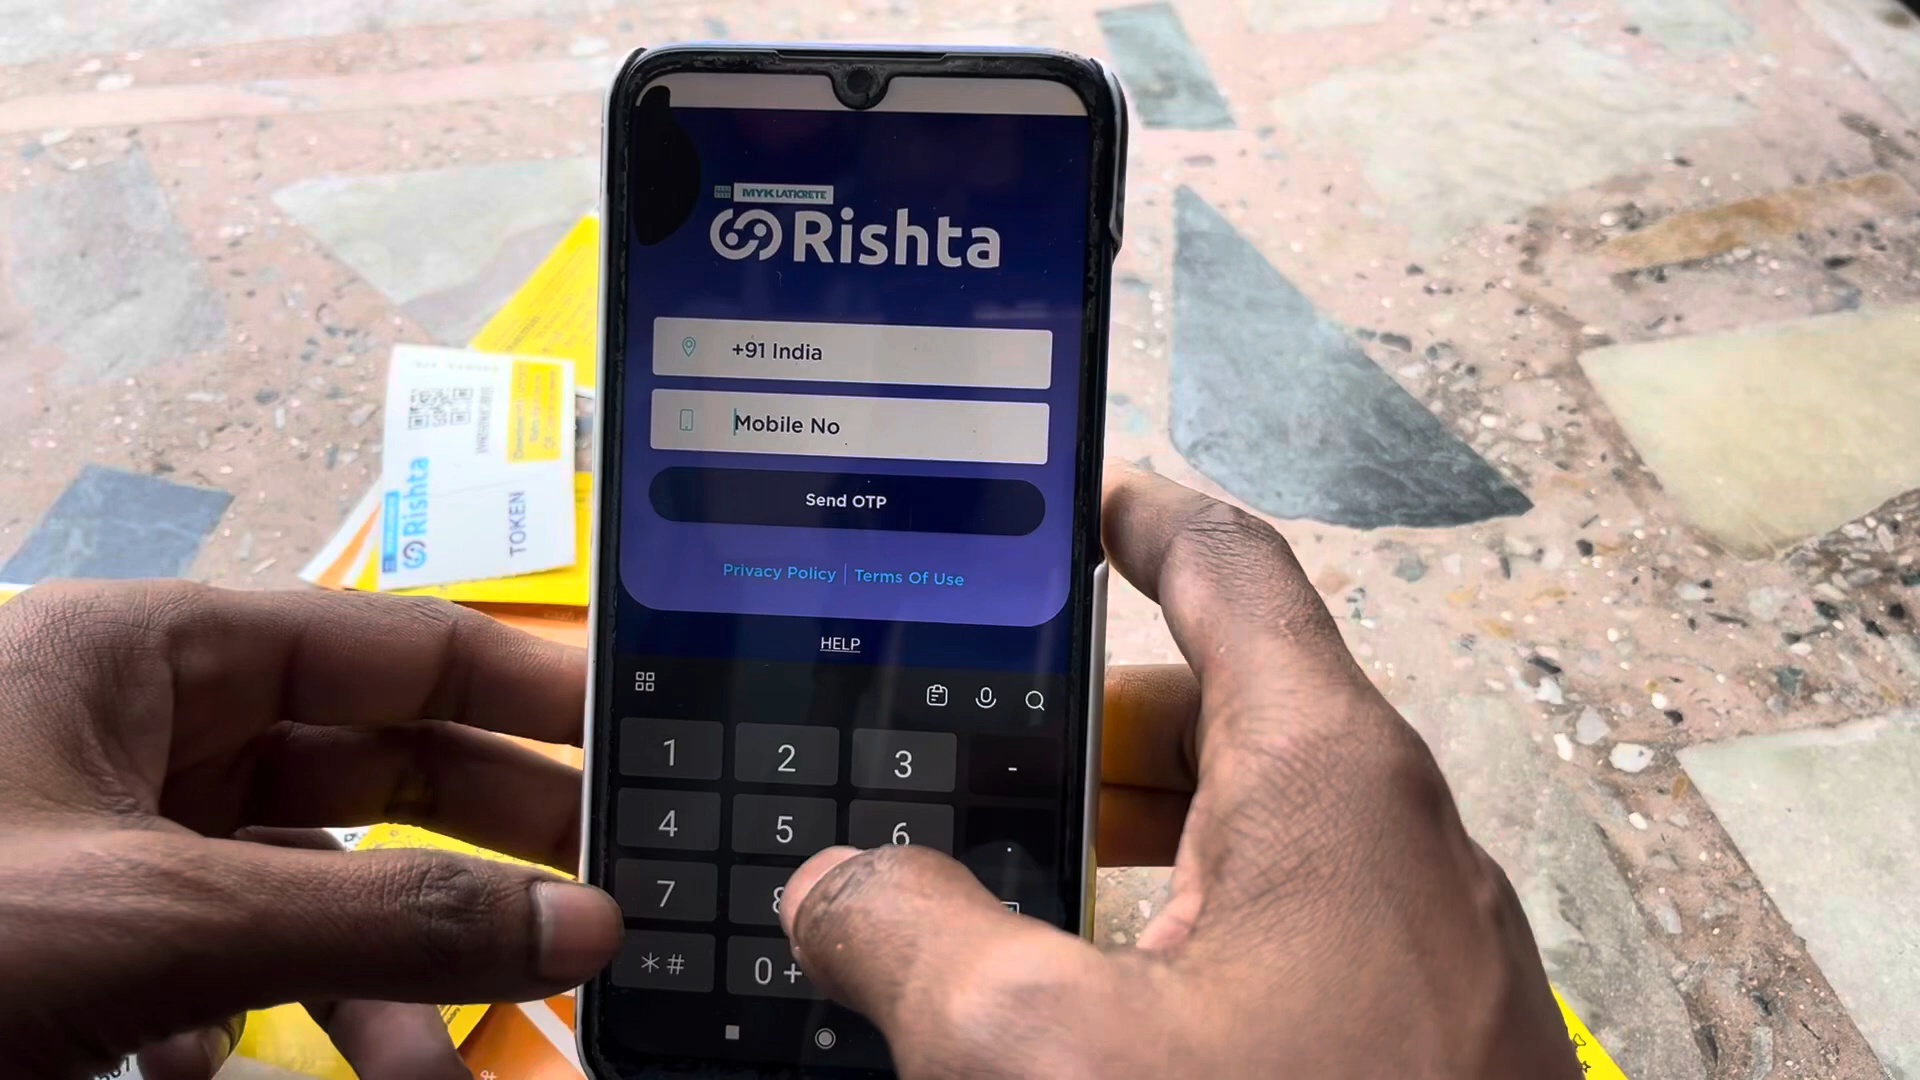 MYK LATICRETE
Rishta
+91 India
Mobile No
Send OTP
Privacy Policy | Terms Of Use
HELP
1 2 3 -
4 5 6 .
7 8
*# 0 +
Rishta
TOKEN